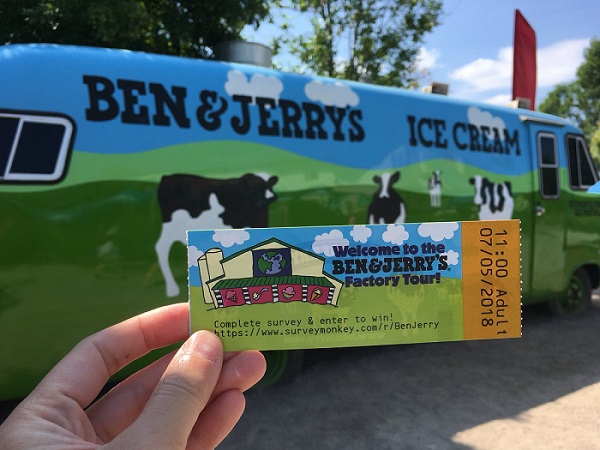 BEN & JERRY'S
ICE CREAM
Welcome to the
BEN & JERRY'S
Factory Tour!
Complete survey & enter to win!
https://www.surveymonkey.com/r/BenJerry
11:00 Adult
07/05/2018